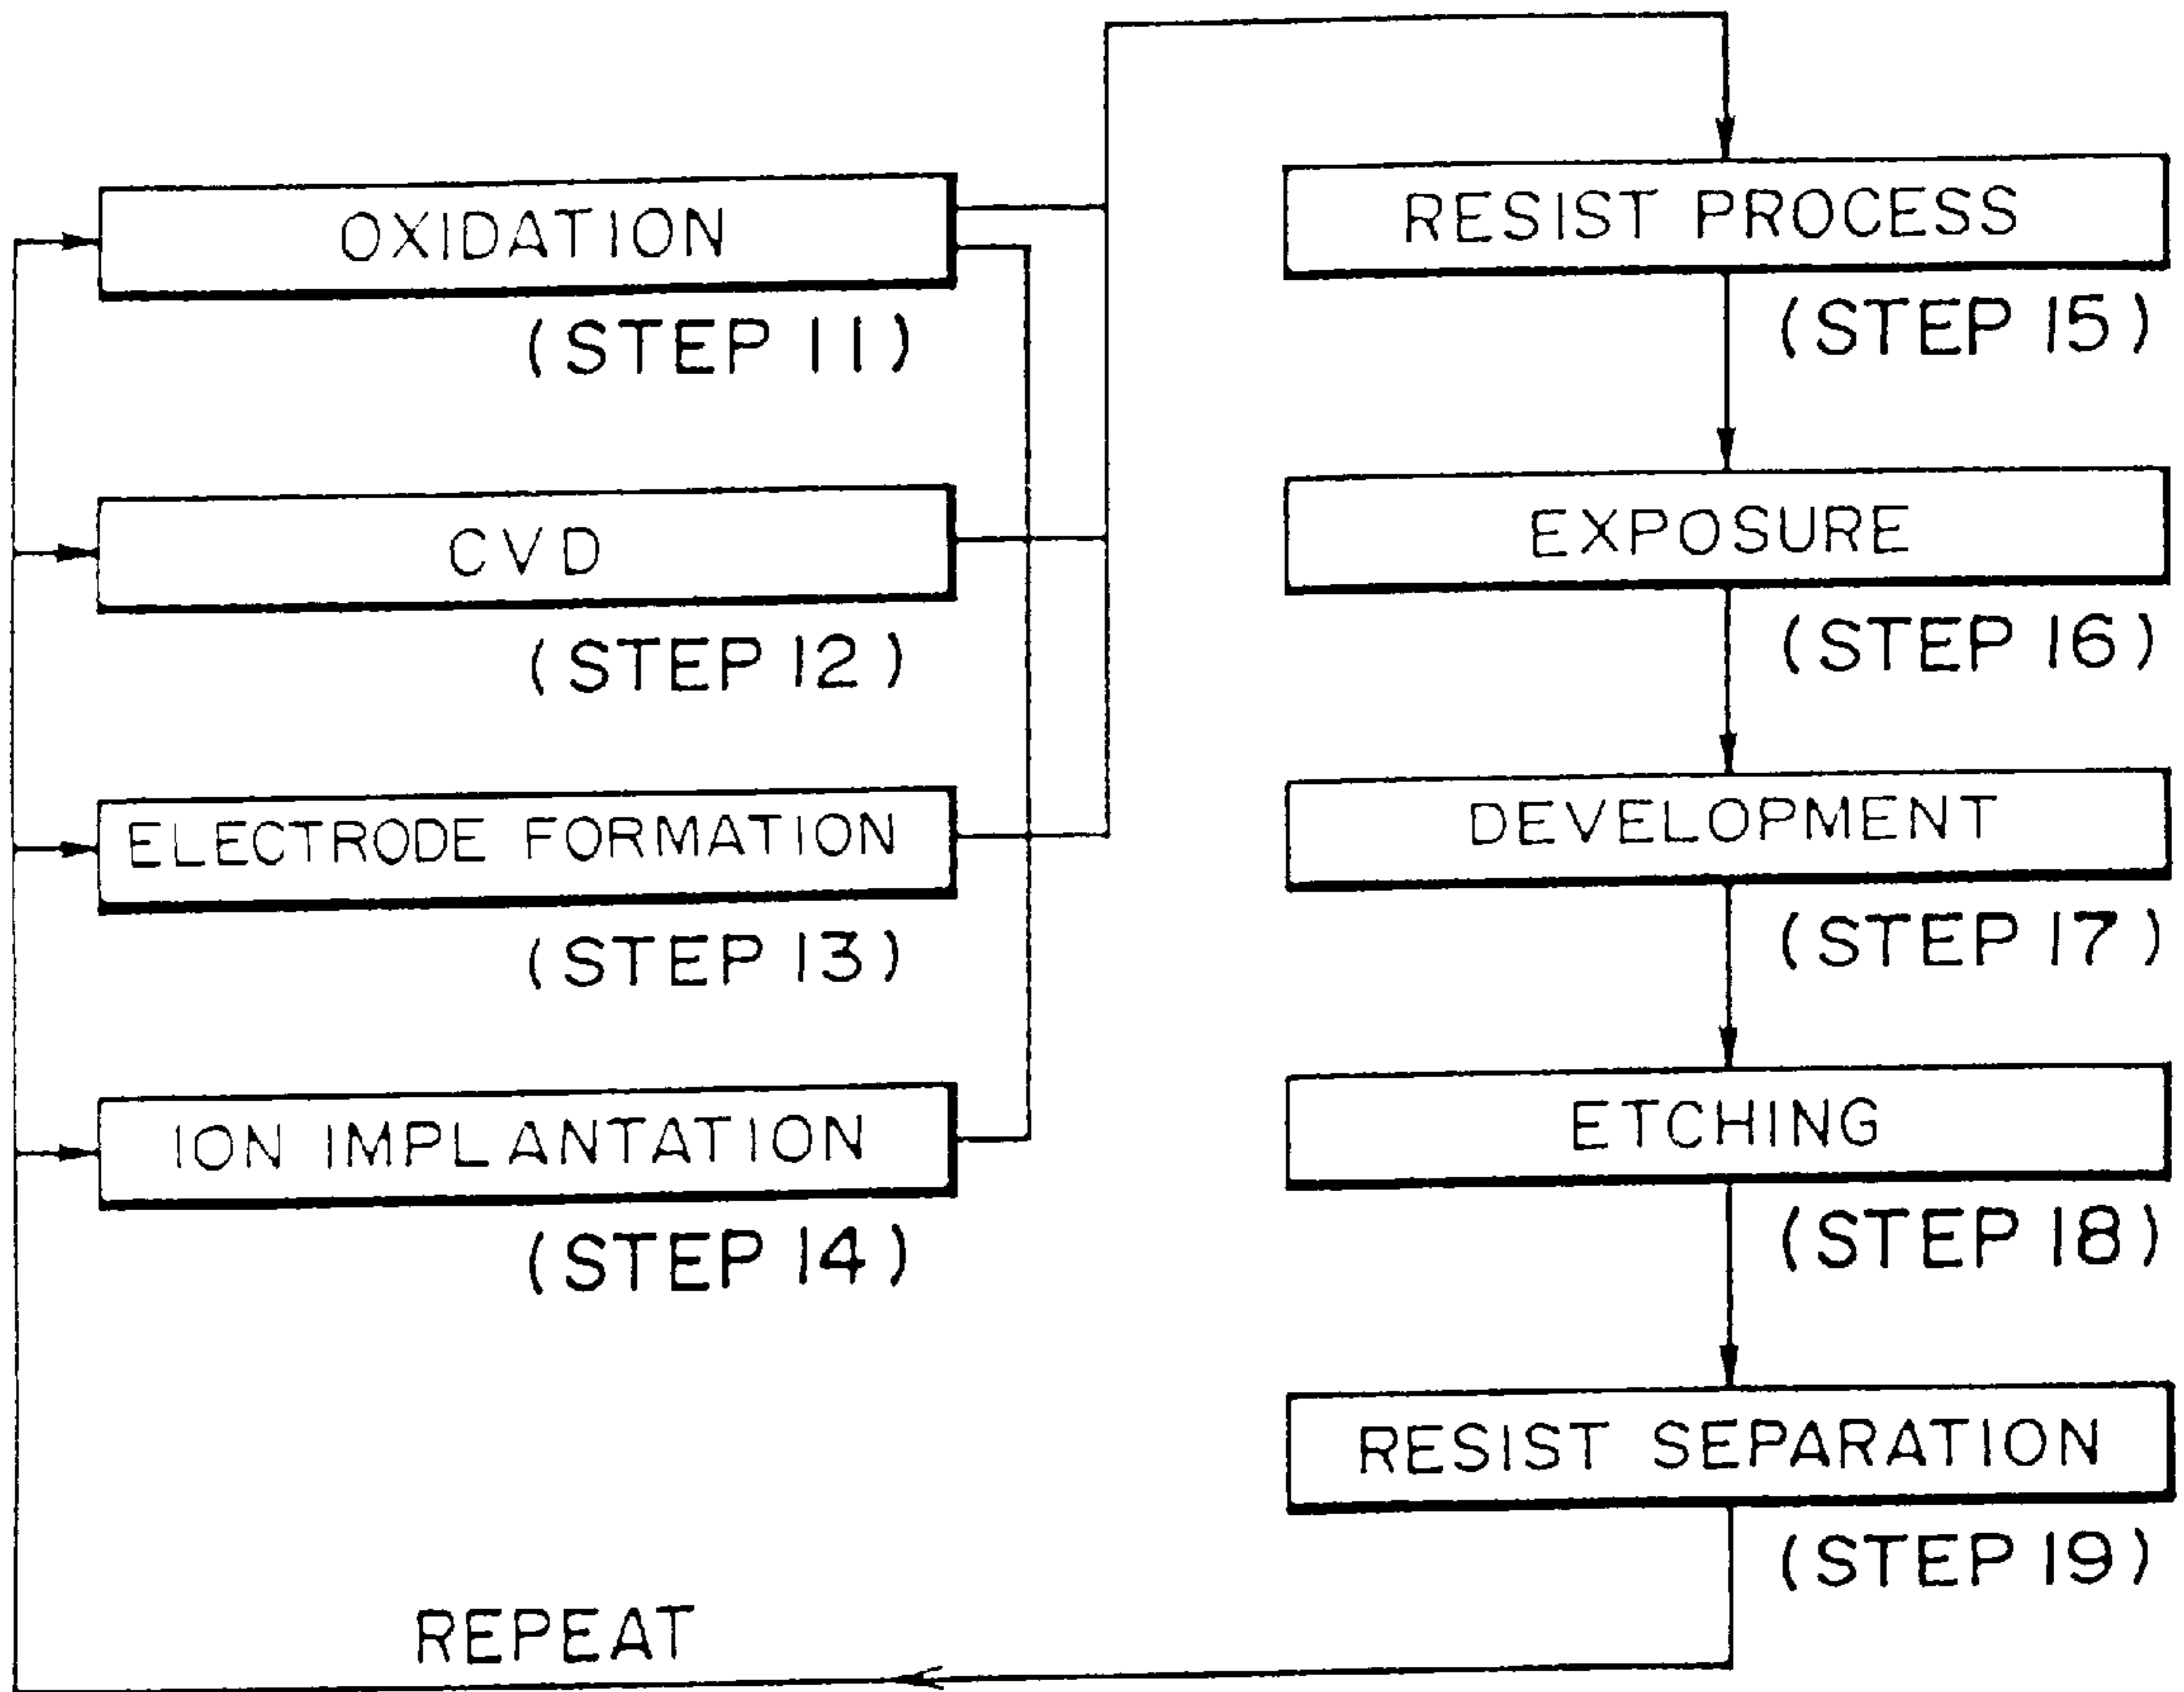 OXIDATION
(STEP 11)
CVD
(STEP 12)
ELECTRODE FORMATION
(STEP 13)
ION IMPLANTATION
(STEP 14)
RESIST PROCESS
(STEP 15)
EXPOSURE
(STEP 16)
DEVELOPMENT
(STEP 17)
ETCHING
(STEP 18)
RESIST SEPARATION
(STEP 19)
REPEAT